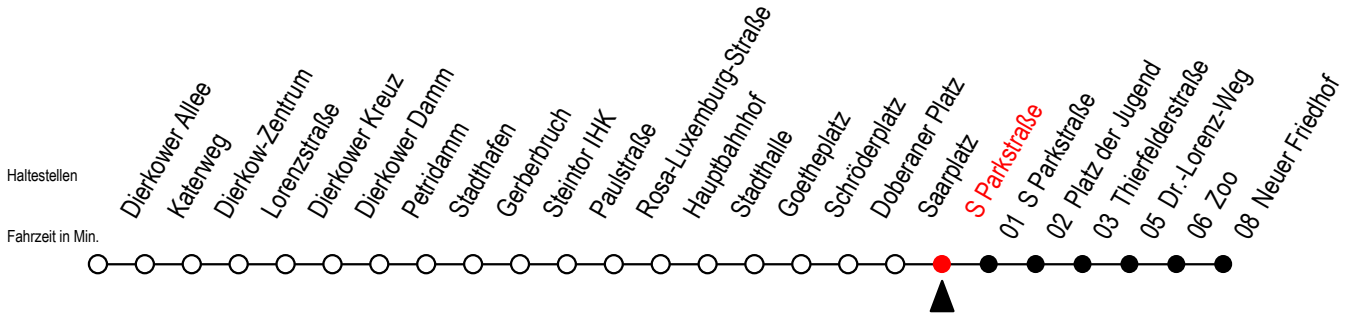 Haltestellen
Fahrzeit in Min.
Dierkower Allee
Katerweg
Dierkow-Zentrum
Lorenzstraße
Dierkower Kreuz
Dierkower Damm
Petridamm
Stadthafen
Gerberbruch
Steintor IHK
Paulstraße
Rosa-Luxemburg-Straße
Hauptbahnhof
Stadthalle
Goetheplatz
Schröderplatz
Doberaner Platz
Saarplatz
S Parkstraße
01 S Parkstraße
02 Platz der Jugend
03 Thierfelderstraße
05 Dr.-Lorenz-Weg
06 Zoo
08 Neuer Friedhof